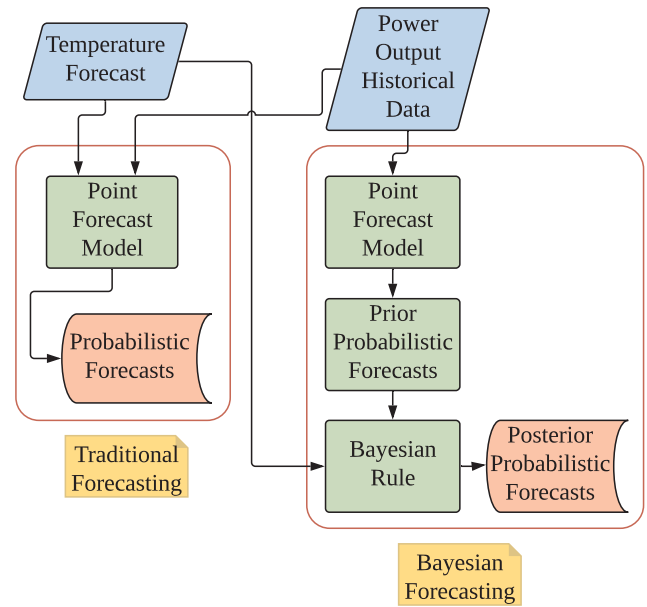 Temperature
Forecast
Power
Output
Historical
Data
Point
Forecast
Model
Probabilistic
Forecasts
Traditional
Forecasting
Point
Forecast
Model
Prior
Probabilistic
Forecasts
Bayesian
Rule
Posterior
Probabilistic
Forecasts
Bayesian
Forecasting